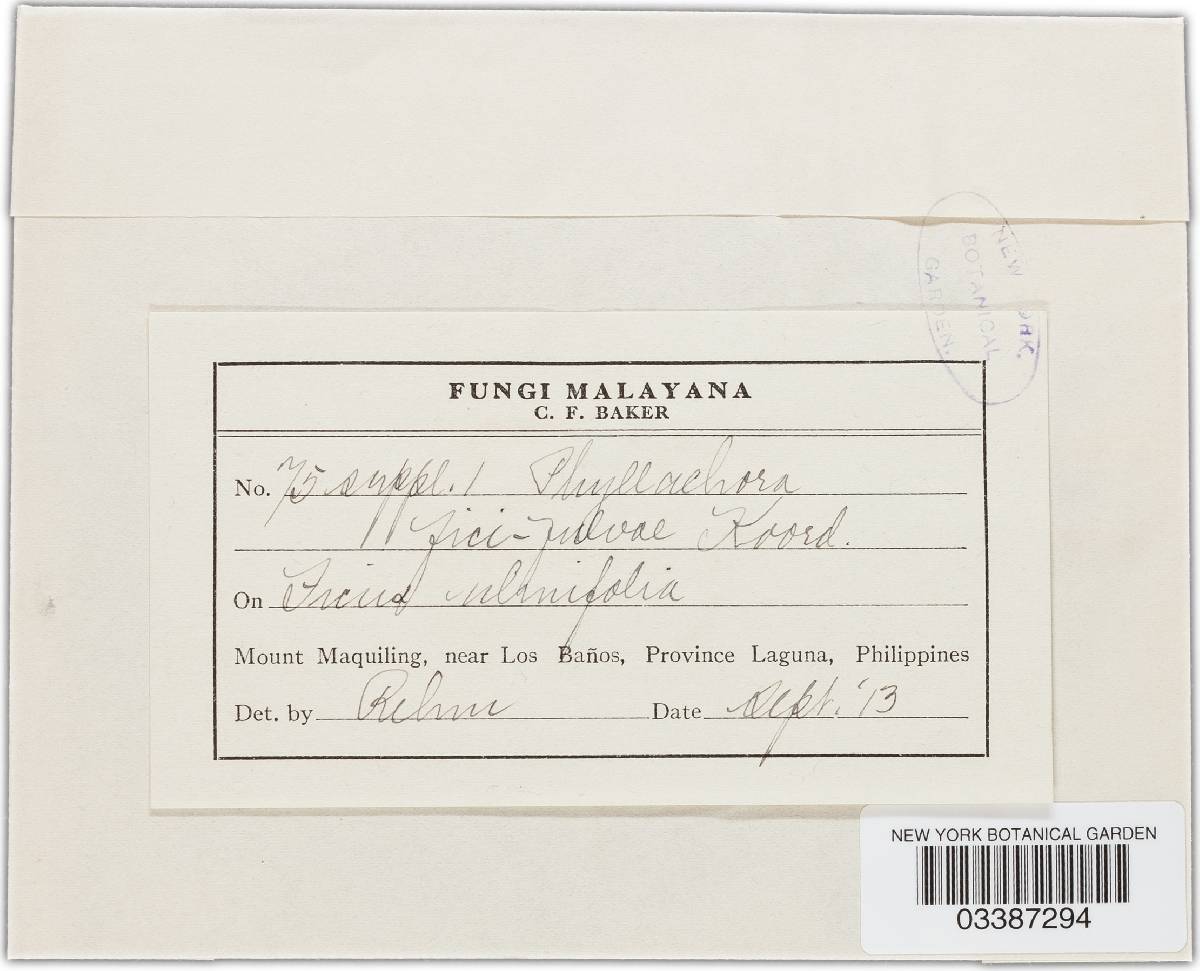 NEW YORK.
BOTANICAL
GARDEN.
FUNGI MALAYANA
C. F. BAKER
No. 75 suppl. 1 Phyllachora
fici-fulvae Koord.
On Ficus ulmifolia
Mount Maquiling, near Los Baños, Province Laguna, Philippines
Det. by Rehm Date Sept. '13
NEW YORK BOTANICAL GARDEN
03387294